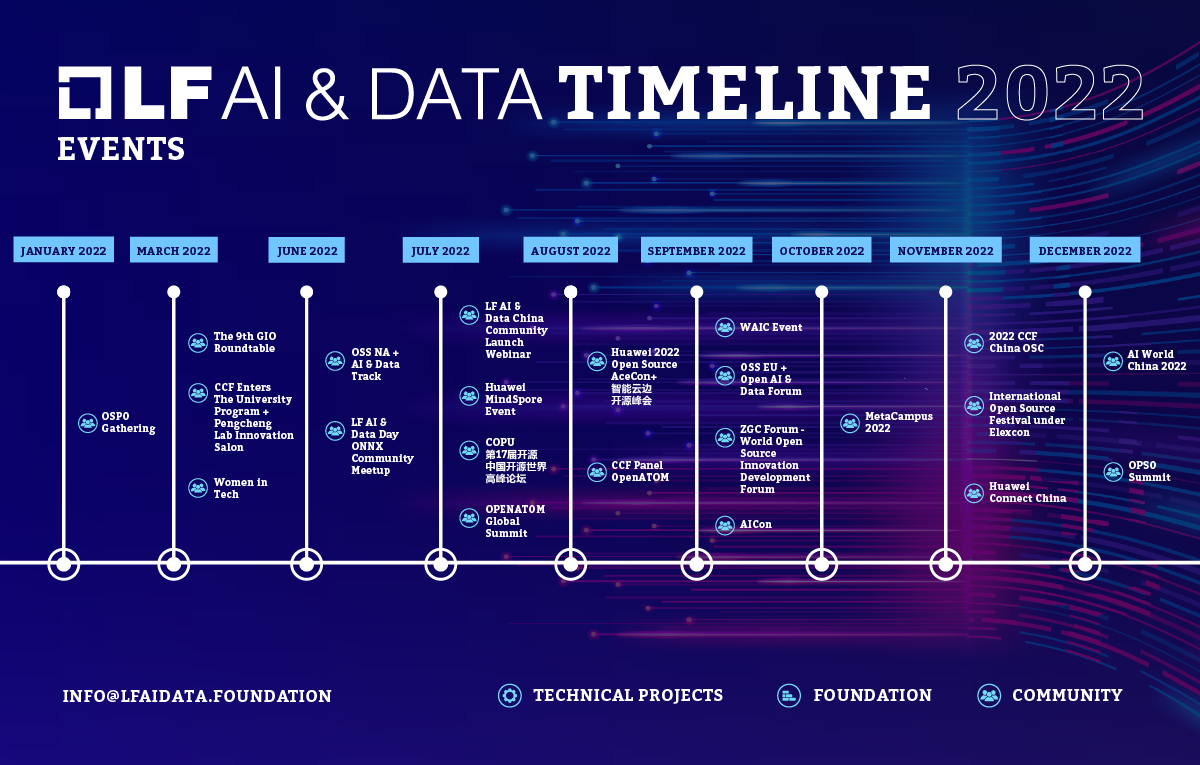 LF AI & DATA TIMELINE 2022
EVENTS
JANUARY 2022
MARCH 2022
JUNE 2022
JULY 2022
AUGUST 2022
SEPTEMBER 2022
OCTOBER 2022
NOVEMBER 2022
DECEMBER 2022
OSPO
Gathering
The 9th GIO
Roundtable
CCF Enters
The University
Program +
Pengcheng
Lab Innovation
Salon
Women in
Tech
OSS NA +
AI & Data
Track
LF AI &
Data Day
ONNX
Community
Meetup
LF AI &
Data China
Community
Launch
Webinar
Huawei
MindSpore
Event
COPU
第17届开源
中国开源世界
高峰论坛
OPENATOM
Global
Summit
Huawei 2022
Open Source
AceCon+
智能云边
开源峰会
CCF Panel
OpenATOM
WAIC Event
OSS EU +
Open AI &
Data Forum
ZGC Forum -
World Open
Source
Innovation
Development
Forum
AICon
MetaCampus
2022
2022 CCF
China OSC
International
Open Source
Festival under
Elexcon
Huawei
Connect China
AI World
China 2022
OPSO
Summit
INFO@LFAIDATA.FOUNDATION
TECHNICAL PROJECTS
FOUNDATION
COMMUNITY